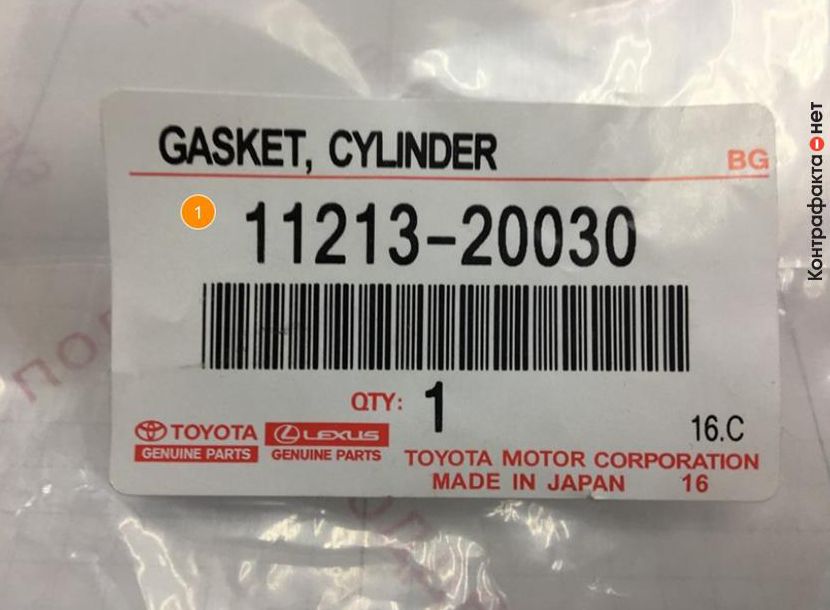 GASKET, CYLINDER
BG
1
11213-20030
QTY: 1
16.C
TOYOTA
GENUINE PARTS
LEXUS
GENUINE PARTS
TOYOTA MOTOR CORPORATION
MADE IN JAPAN 16
Контрафакта нет